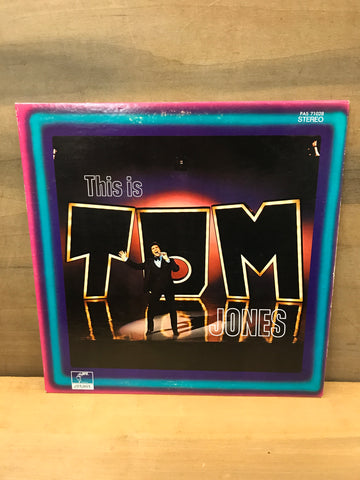 PAS 71028
STEREO
This is
TOM
JONES